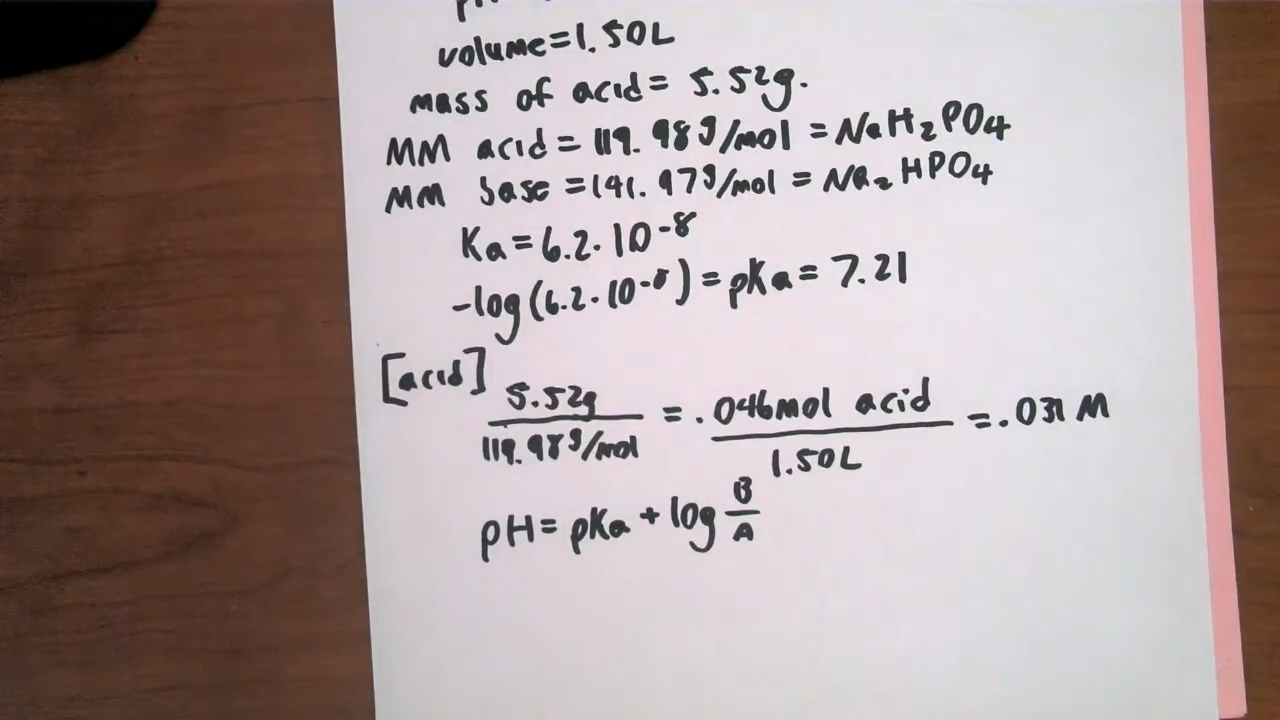 volume=1.50L
mass of acid= 5.52g.
MM acid = 119.98g/mol = NaH₂PO₄
MM base =141.97g/mol = Na₂HPO₄
Ka=6.2·10⁻⁸
-log(6.2·10⁻⁸)=pKa= 7.21
[acid]
5.52g / 119.98g/mol = .046mol acid / 1.50L =.031 M
pH= pKa + log B/A